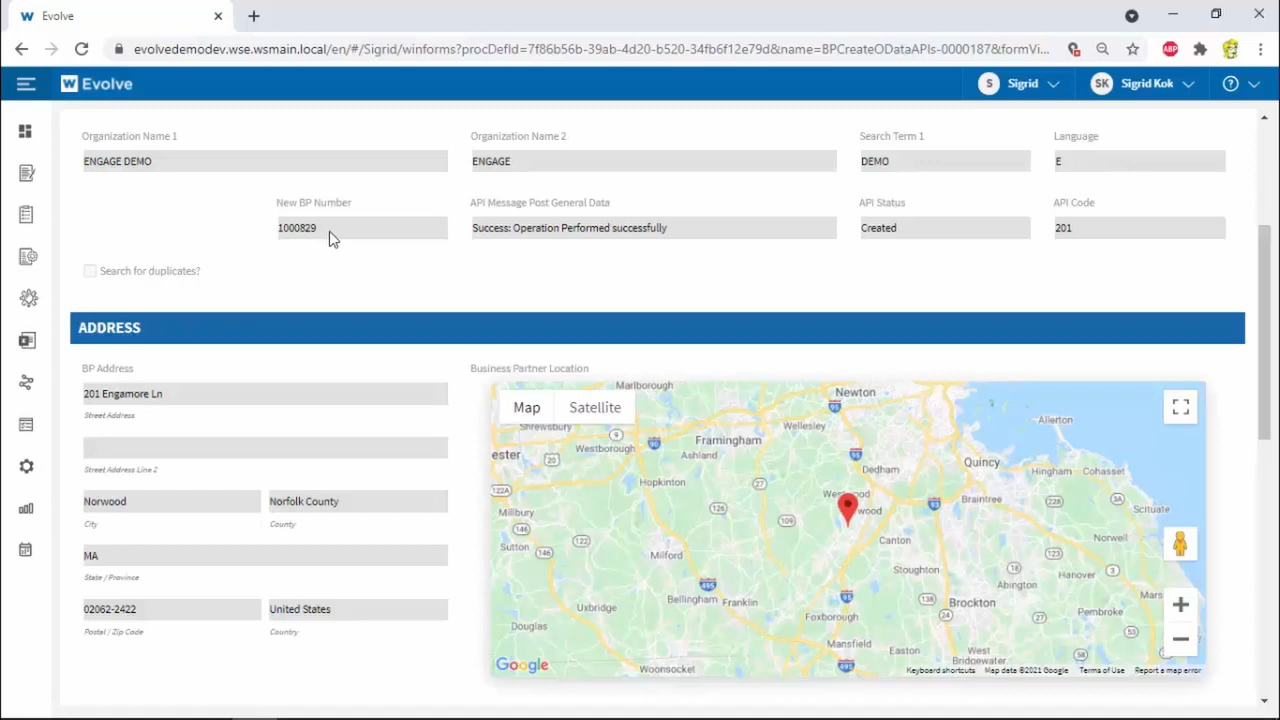 Evolve
evolvedemodev.wse.wsmain.local/en/#/Sigrid/winforms?procDefId=7f86b56b-39ab-4d20-b520-34fb6f12e79d&name=BPCreateODataAPIs-0000187&formVi...
ABP
W Evolve
S Sigrid
SK Sigrid Kok
Organization Name 1
Organization Name 2
Search Term 1
Language
ENGAGE DEMO
ENGAGE
DEMO
E
New BP Number
API Message Post General Data
API Status
API Code
1000829
Success: Operation Performed successfully
Created
201
Search for duplicates?
ADDRESS
BP Address
Business Partner Location
201 Engamore Ln
Street Address
Street Address Line 2
Norwood
Norfolk County
City
County
MA
State / Province
02062-2422
United States
Postal / Zip Code
Country
Map
Satellite
Marlborough
Newton
Shrewsbury
Wellesley
Allerton
Framingham
Westborough
Ashland
ester
Quincy
Dedham
Hingham
Cohasset
Hopkinton
Braintree
Scituate
Millbury
Canton
Norwell
Sutton
Milford
Stoughton
Hanover
Abington
Brockton
Bellingham
Franklin
Uxbridge
Pembroke
Foxborough
Douglas
Mansfield
Easton
West
Bridgewater
Woonsocket
Google
Keyboard shortcuts
Map data ©2021 Google
Terms of Use
Report a map error